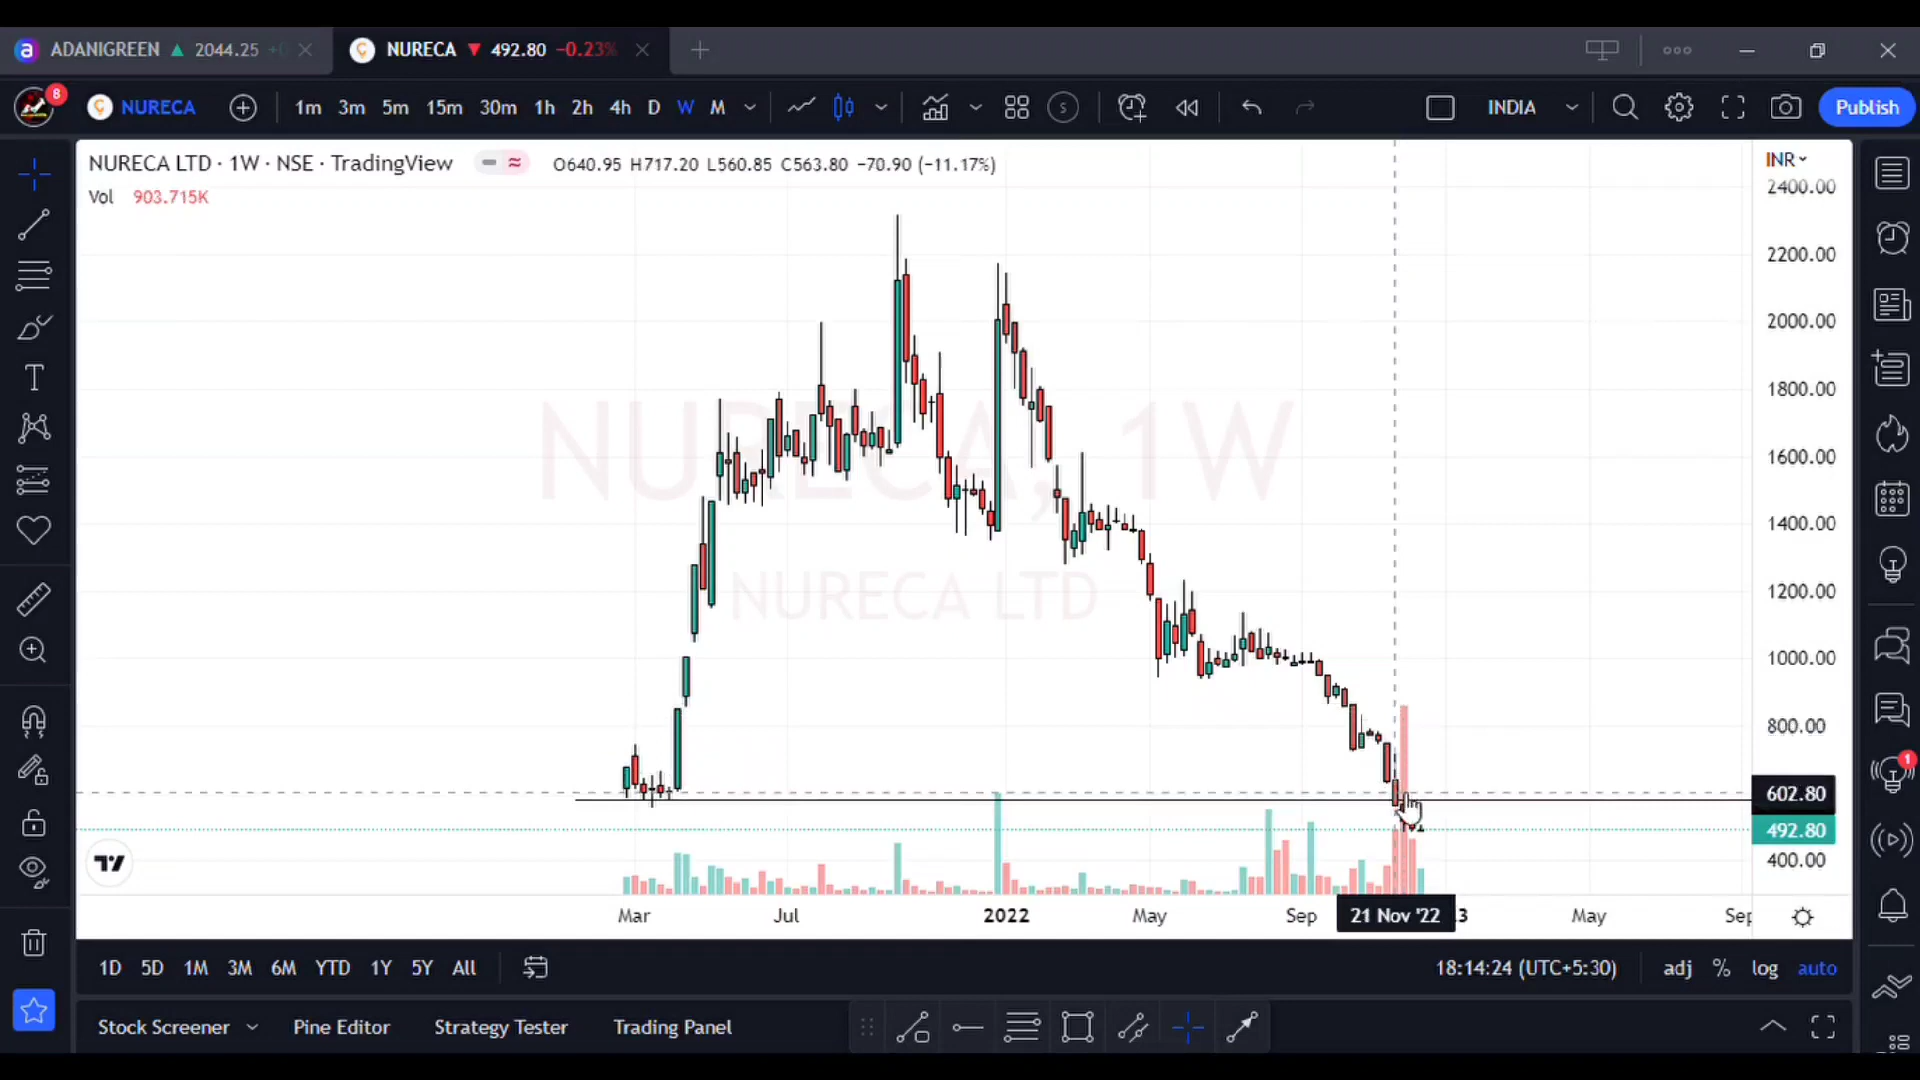 ADANIGREEN ▲ 2044.25
NURECA ▼ 492.80 −0.23%
8
NURECA
1m 3m 5m 15m 30m 1h 2h 4h D W M
S
INDIA
Publish
NURECA LTD · 1W · NSE · TradingView
O640.95 H717.20 L560.85 C563.80 −70.90 (−11.17%)
Vol 903.715K
INR
2400.00
2200.00
2000.00
1800.00
1600.00
1400.00
1200.00
1000.00
800.00
602.80
492.80
400.00
NURECA, 1W
NURECA LTD
1
Mar Jul 2022 May Sep 21 Nov '22 3 May Sep
1D 5D 1M 3M 6M YTD 1Y 5Y All
18:14:24 (UTC+5:30) adj % log auto
Stock Screener Pine Editor Strategy Tester Trading Panel